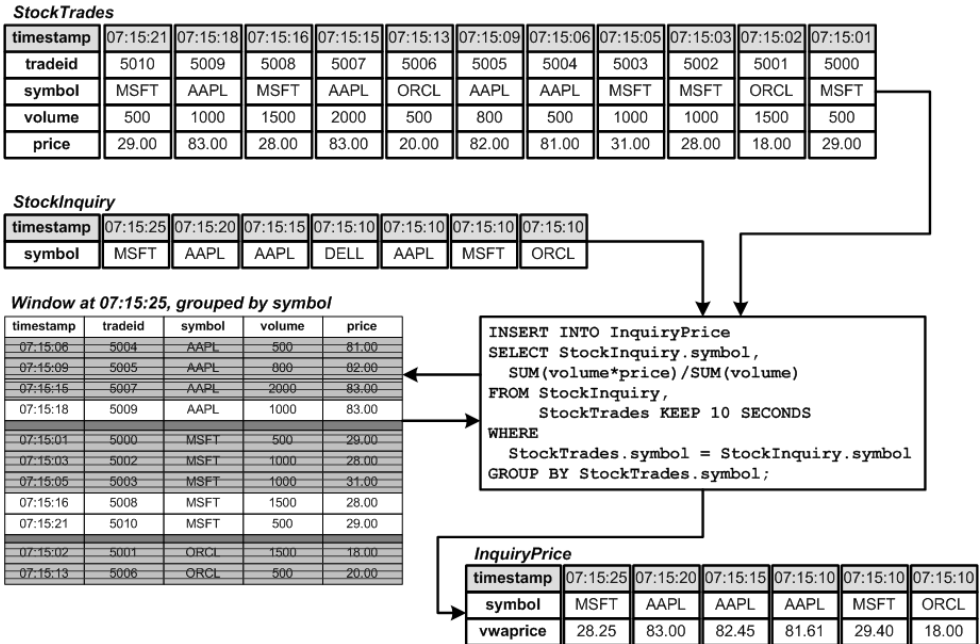 StockTrades
timestamp 07:15:21 07:15:18 07:15:16 07:15:15 07:15:13 07:15:09 07:15:06 07:15:05 07:15:03 07:15:02 07:15:01
tradeid 5010 5009 5008 5007 5006 5005 5004 5003 5002 5001 5000
symbol MSFT AAPL MSFT AAPL ORCL AAPL AAPL MSFT MSFT ORCL MSFT
volume 500 1000 1500 2000 500 800 500 1000 1000 1500 500
price 29.00 83.00 28.00 83.00 20.00 82.00 81.00 31.00 28.00 18.00 29.00
StockInquiry
timestamp 07:15:25 07:15:20 07:15:15 07:15:10 07:15:10 07:15:10 07:15:10
symbol MSFT AAPL AAPL DELL AAPL MSFT ORCL
Window at 07:15:25, grouped by symbol
timestamp tradeid symbol volume price
07:15:06 5004 AAPL 500 81.00
07:15:09 5005 AAPL 800 82.00
07:15:15 5007 AAPL 2000 83.00
07:15:18 5009 AAPL 1000 83.00
07:15:01 5000 MSFT 500 29.00
07:15:03 5002 MSFT 1000 28.00
07:15:05 5003 MSFT 1000 31.00
07:15:16 5008 MSFT 1500 28.00
07:15:21 5010 MSFT 500 29.00
07:15:02 5001 ORCL 1500 18.00
07:15:13 5006 ORCL 500 20.00
INSERT INTO InquiryPrice
SELECT StockInquiry.symbol,
SUM(volume*price)/SUM(volume)
FROM StockInquiry,
StockTrades KEEP 10 SECONDS
WHERE
StockTrades.symbol = StockInquiry.symbol
GROUP BY StockTrades.symbol;
InquiryPrice
timestamp 07:15:25 07:15:20 07:15:15 07:15:10 07:15:10 07:15:10
symbol MSFT AAPL AAPL AAPL MSFT ORCL
vwaprice 28.25 83.00 82.45 81.61 29.40 18.00